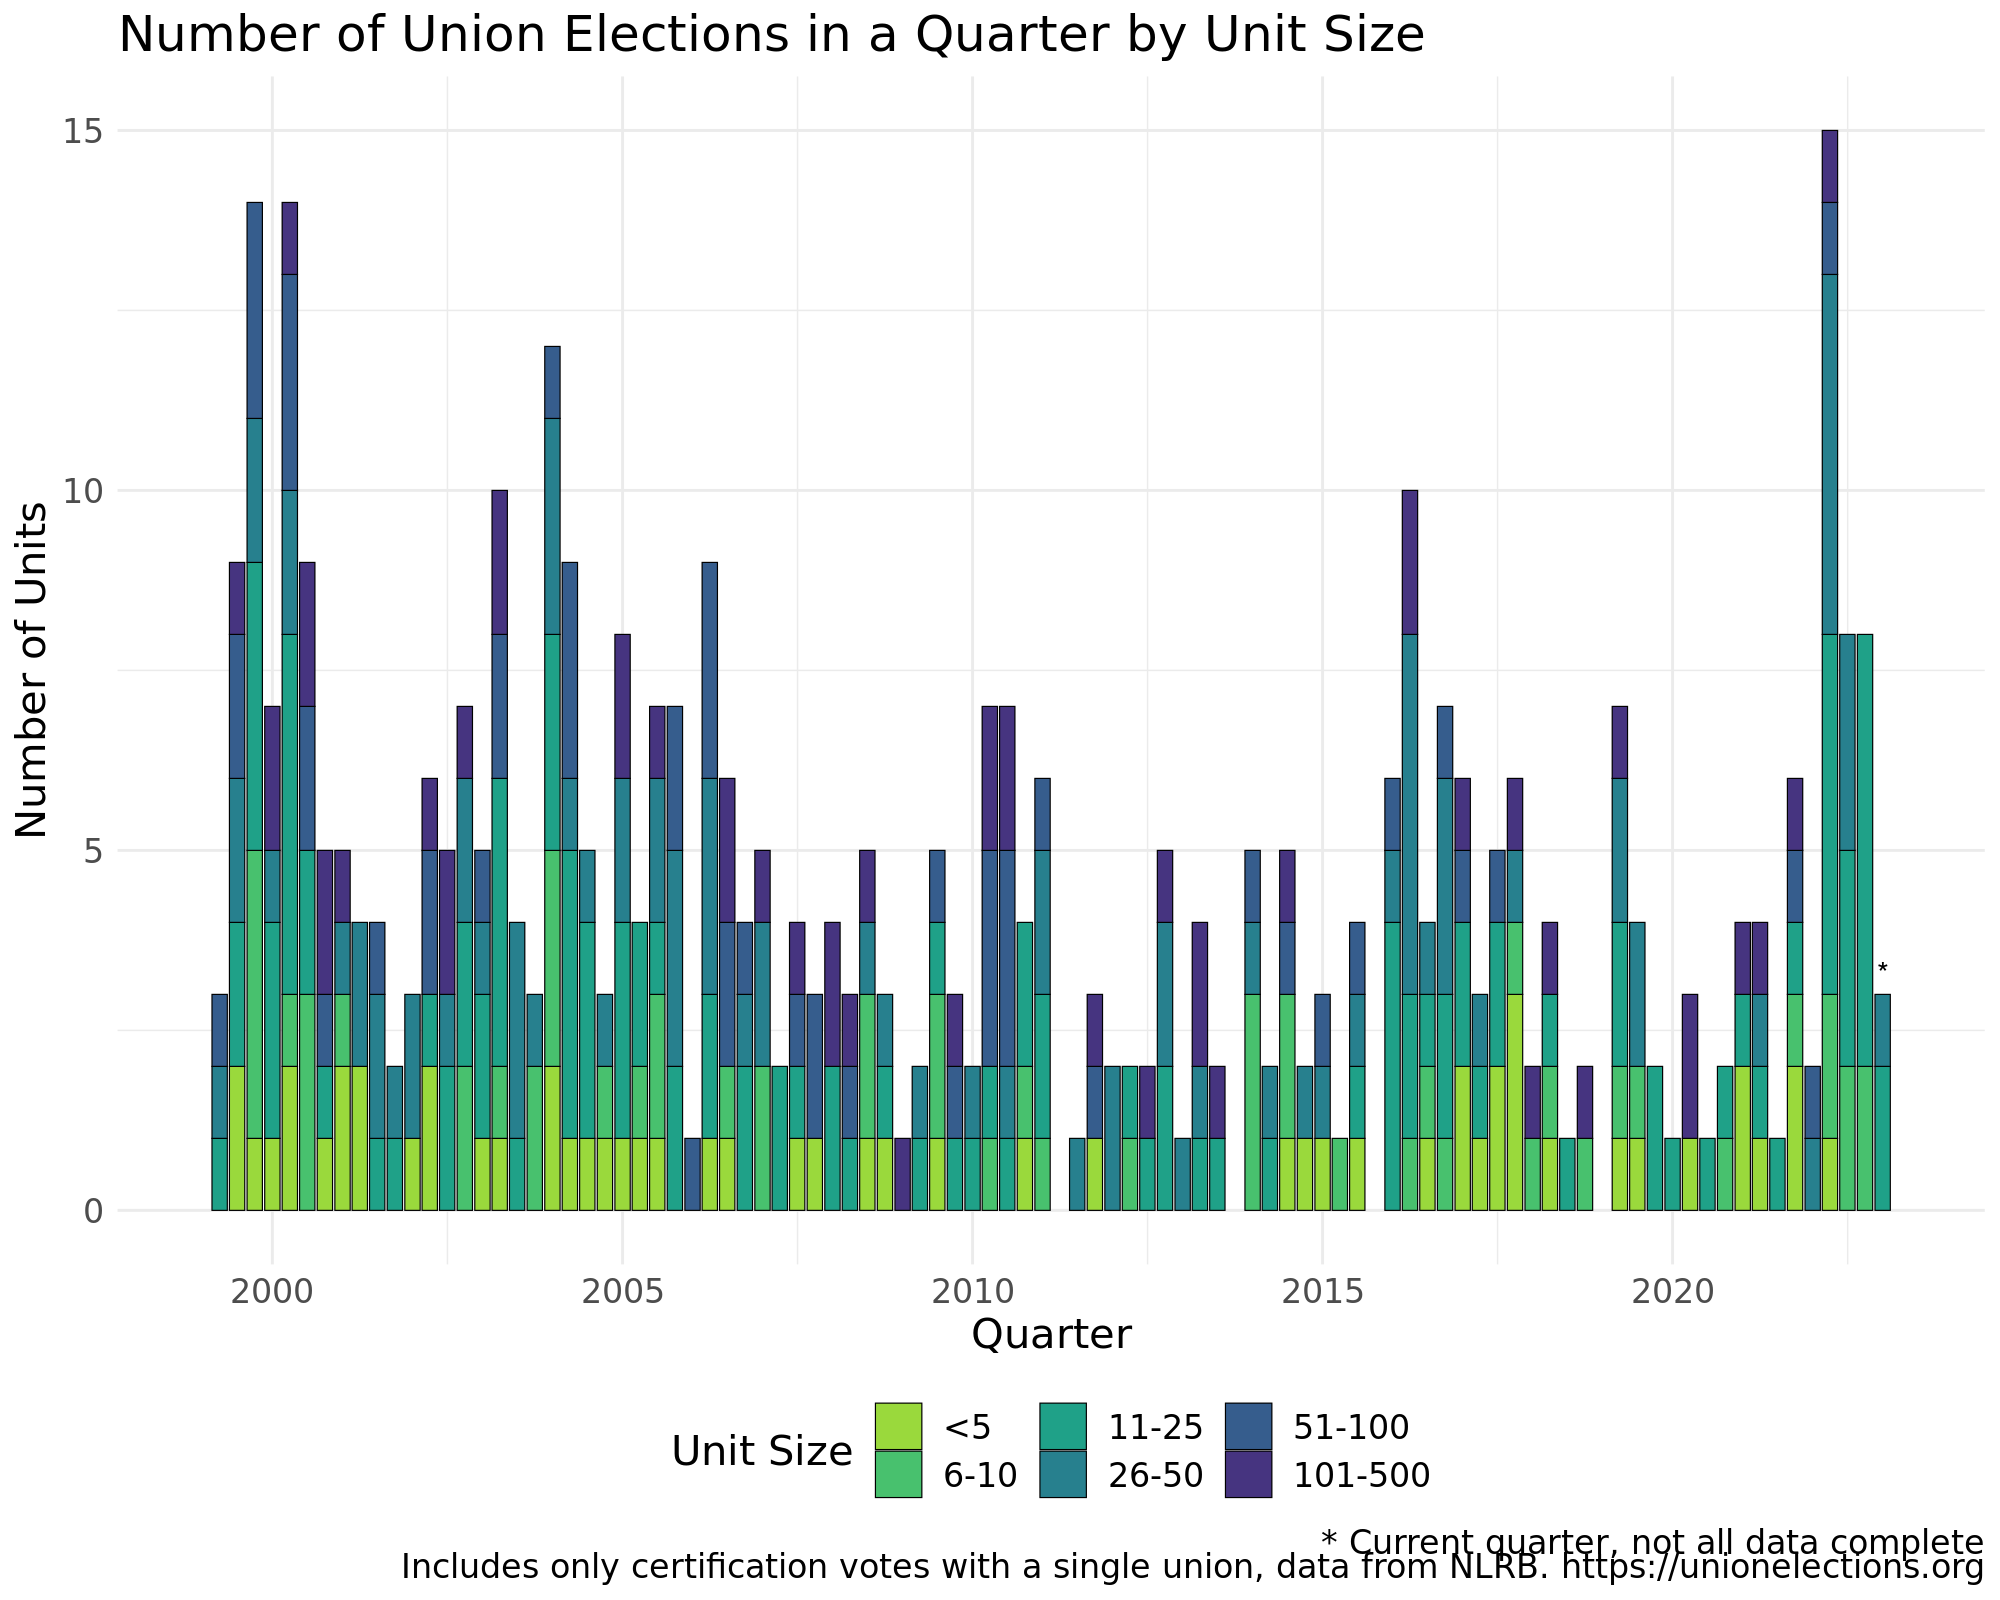 Number of Union Elections in a Quarter by Unit Size
Number of Units
15
10
5
0
*
2000 2005 2010 2015 2020
Quarter
Unit Size
<5 11-25 51-100
6-10 26-50 101-500
* Current quarter, not all data complete
Includes only certification votes with a single union, data from NLRB. https://unionelections.org